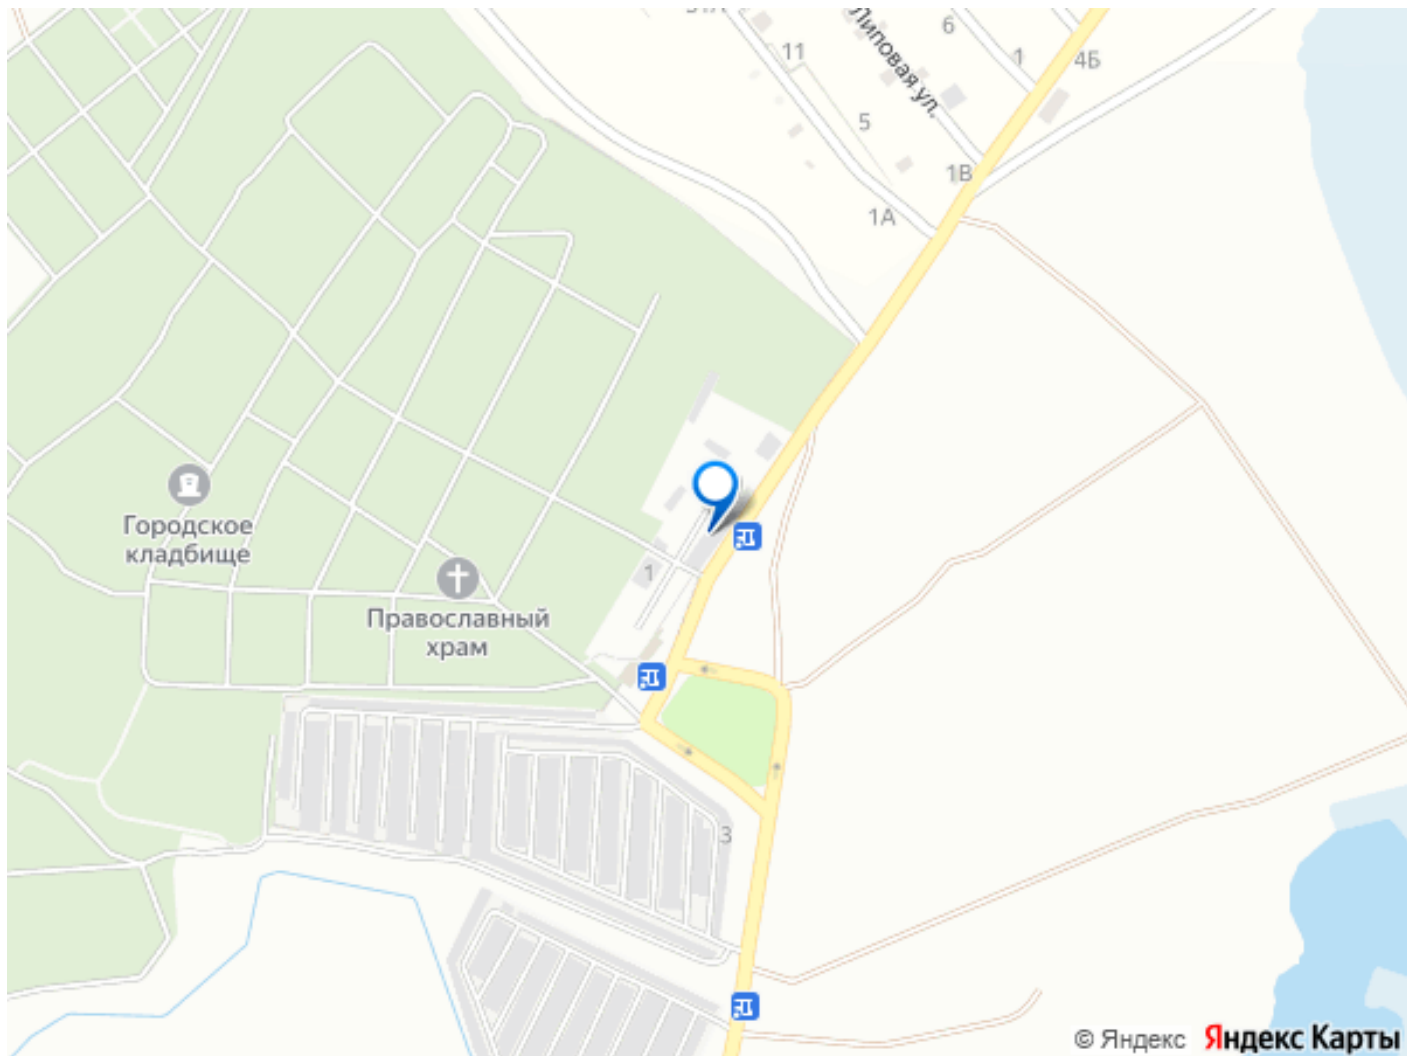 11
6
1
4Б
Липовая ул.
5
1В
1А
Городское
кладбище
1
Православный
храм
3
© Яндекс Яндекс Карты